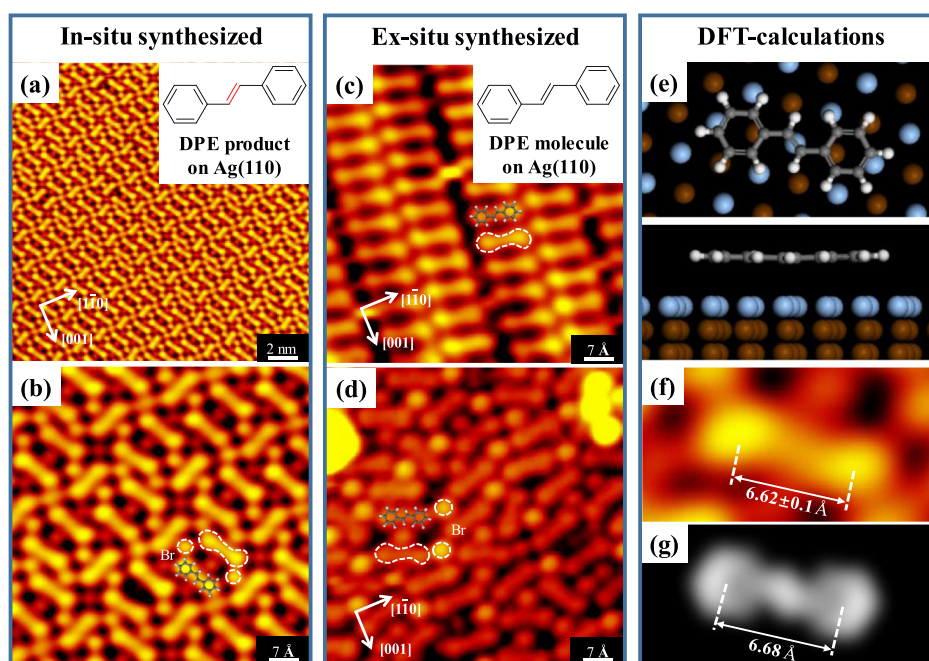 In-situ synthesized
(a)
DPE product
on Ag(110)
[11̅0]
[001]
2 nm
(b)
Br
7 Å
Ex-situ synthesized
(c)
DPE molecule
on Ag(110)
[11̅0]
[001]
7 Å
(d)
Br
[11̅0]
[001]
7 Å
DFT-calculations
(e)
(f)
6.62±0.1 Å
(g)
6.68 Å